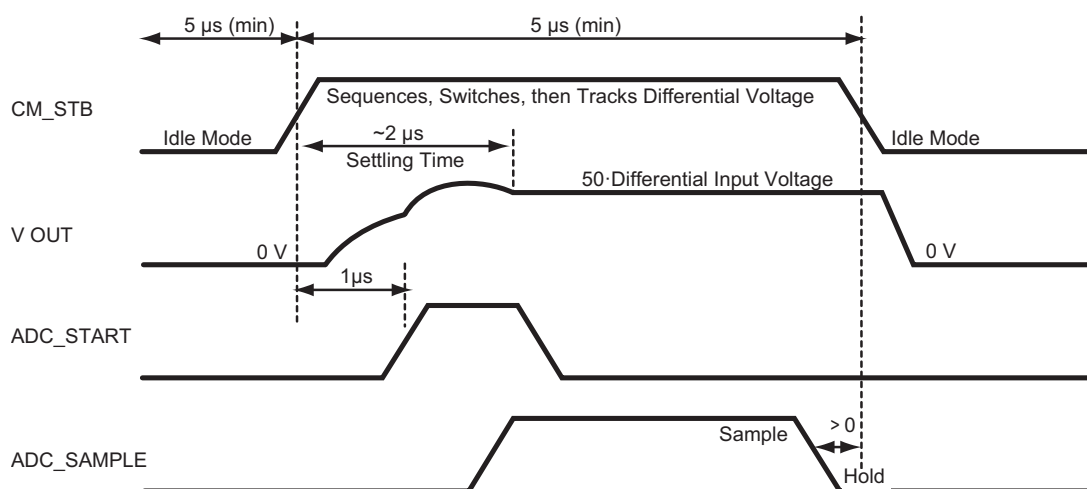 5 µs (min)
5 µs (min)
CM_STB
Sequences, Switches, then Tracks Differential Voltage
Idle Mode
~2 µs
Idle Mode
Settling Time
50·Differential Input Voltage
V OUT
0 V
0 V
1µs
ADC_START
Sample
> 0
ADC_SAMPLE
Hold